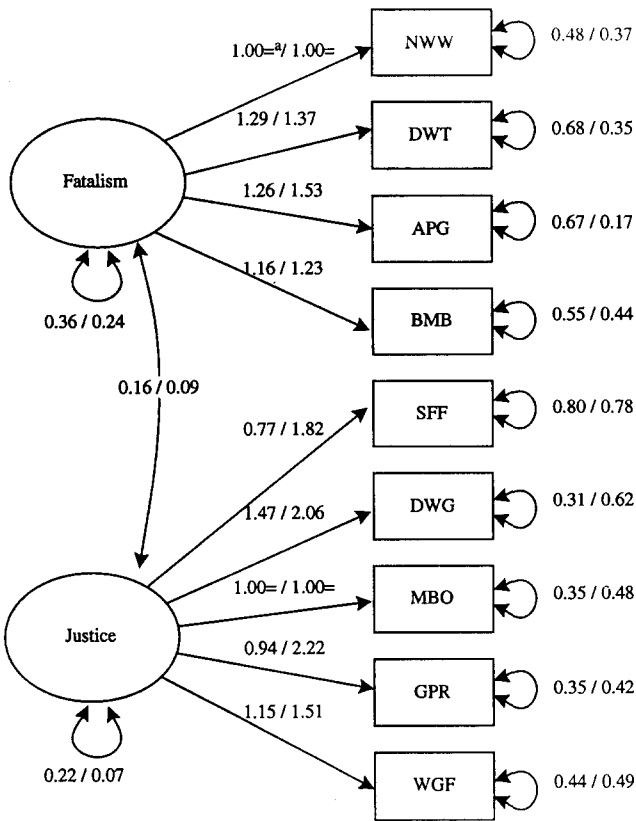 NWW
0.48 / 0.37
1.00=ᵃ/ 1.00=
1.29 / 1.37
DWT
0.68 / 0.35
Fatalism
1.26 / 1.53
APG
0.67 / 0.17
1.16 / 1.23
BMB
0.55 / 0.44
0.36 / 0.24
0.16 / 0.09
SFF
0.80 / 0.78
0.77 / 1.82
DWG
0.31 / 0.62
1.47 / 2.06
1.00= / 1.00=
MBO
0.35 / 0.48
Justice
0.94 / 2.22
GPR
0.35 / 0.42
1.15 / 1.51
0.22 / 0.07
WGF
0.44 / 0.49